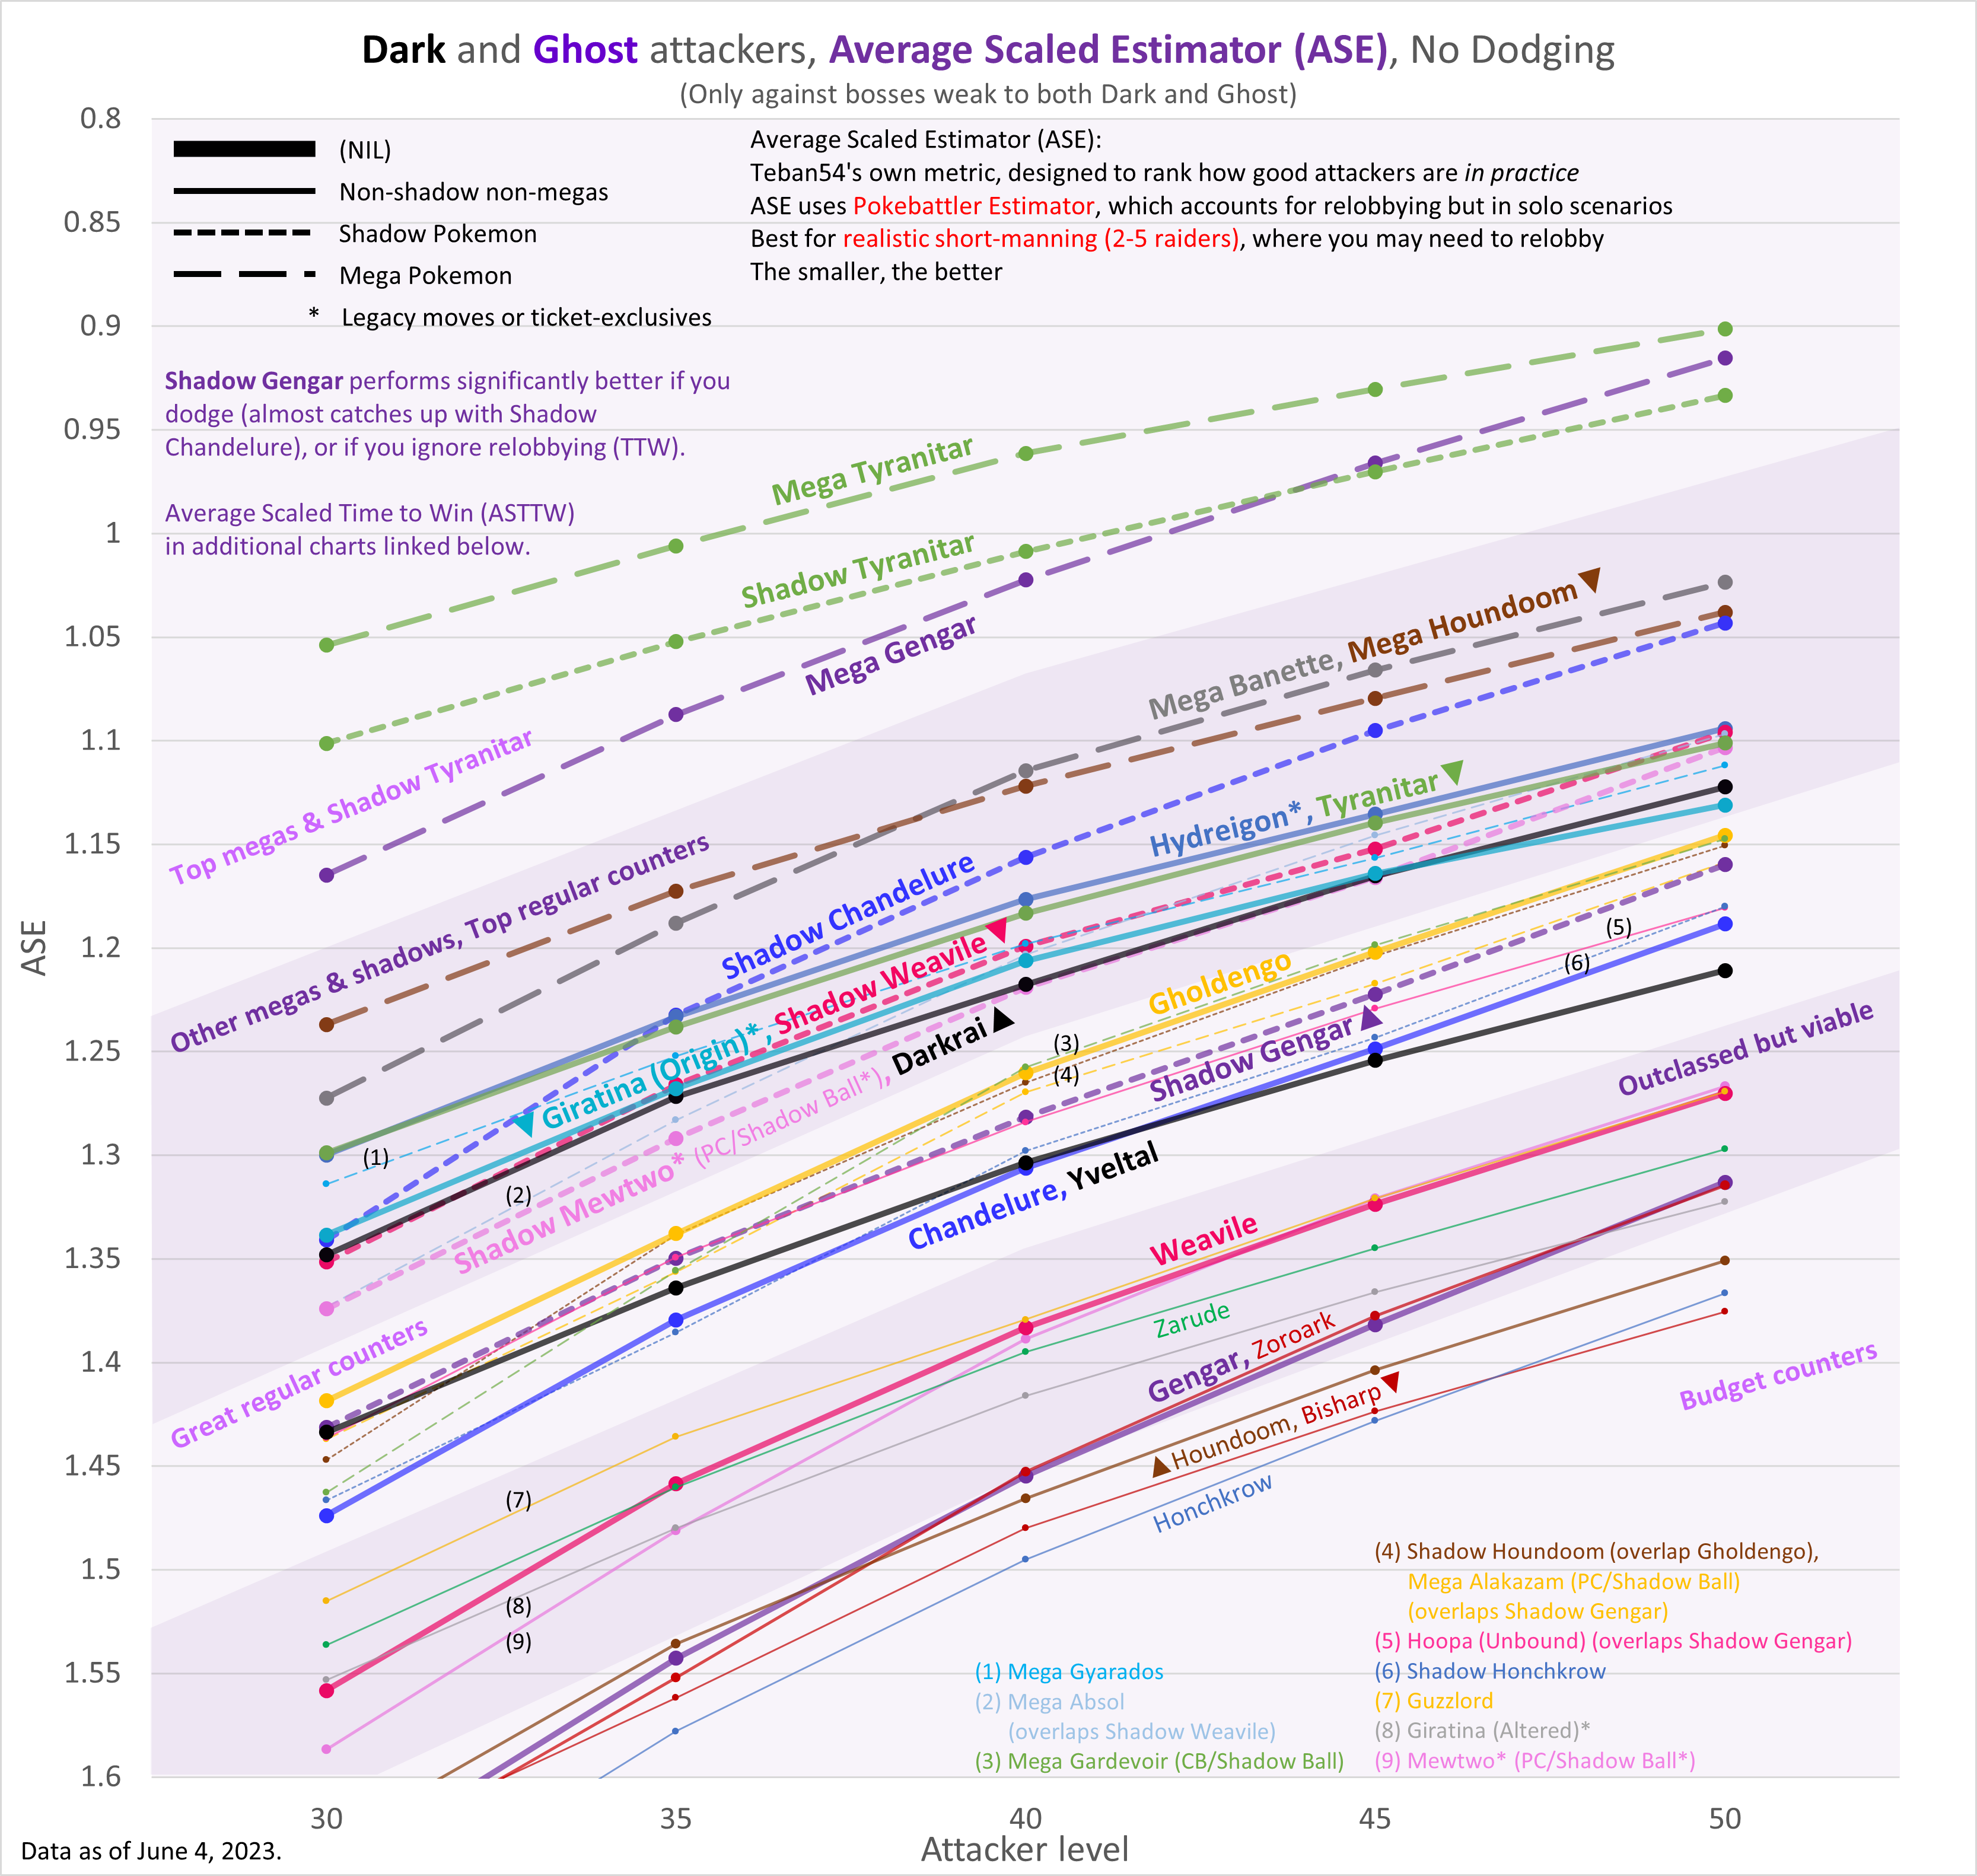 Dark and Ghost attackers, Average Scaled Estimator (ASE), No Dodging
(Only against bosses weak to both Dark and Ghost)
(NIL)
Non-shadow non-megas
Shadow Pokemon
Mega Pokemon
* Legacy moves or ticket-exclusives
Average Scaled Estimator (ASE):
Teban54's own metric, designed to rank how good attackers are in practice
ASE uses Pokebattler Estimator, which accounts for relobbying but in solo scenarios
Best for realistic short-manning (2-5 raiders), where you may need to relobby
The smaller, the better
Shadow Gengar performs significantly better if you
dodge (almost catches up with Shadow
Chandelure), or if you ignore relobbying (TTW).
Average Scaled Time to Win (ASTTW)
in additional charts linked below.
0.8
0.85
0.9
0.95
1
1.05
1.1
1.15
1.2
1.25
1.3
1.35
1.4
1.45
1.5
1.55
1.6
ASE
Mega Tyranitar
Shadow Tyranitar
Mega Gengar
Mega Banette, Mega Houndoom
Top megas & Shadow Tyranitar
Other megas & shadows, Top regular counters
Shadow Chandelure
Hydreigon*, Tyranitar
Giratina (Origin)*, Shadow Weavile
Shadow Mewtwo* (PC/Shadow Ball*), Darkrai
Gholdengo
Shadow Gengar
(1)
(2)
(3)
(4)
(5)
(6)
Chandelure, Yveltal
Outclassed but viable
Great regular counters
Weavile
Zarude
Gengar, Zoroark
Houndoom, Bisharp
Honchkrow
Budget counters
(7)
(8)
(9)
(1) Mega Gyarados
(2) Mega Absol
(overlaps Shadow Weavile)
(3) Mega Gardevoir (CB/Shadow Ball)
(4) Shadow Houndoom (overlap Gholdengo),
Mega Alakazam (PC/Shadow Ball)
(overlaps Shadow Gengar)
(5) Hoopa (Unbound) (overlaps Shadow Gengar)
(6) Shadow Honchkrow
(7) Guzzlord
(8) Giratina (Altered)*
(9) Mewtwo* (PC/Shadow Ball*)
30
35
40
45
50
Attacker level
Data as of June 4, 2023.